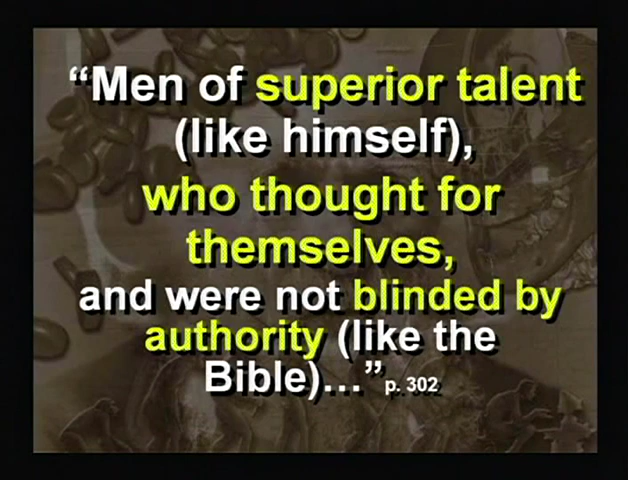 “Men of superior talent
(like himself),
who thought for
themselves,
and were not blinded by
authority (like the
Bible)…”p. 302